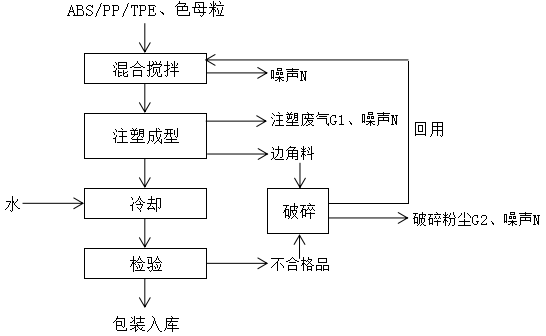 ABS/PP/TPE、色母粒
混合搅拌
噪声N
注塑成型
注塑废气G1、噪声N
回用
边角料
水
冷却
破碎
破碎粉尘G2、噪声N
检验
不合格品
包装入库